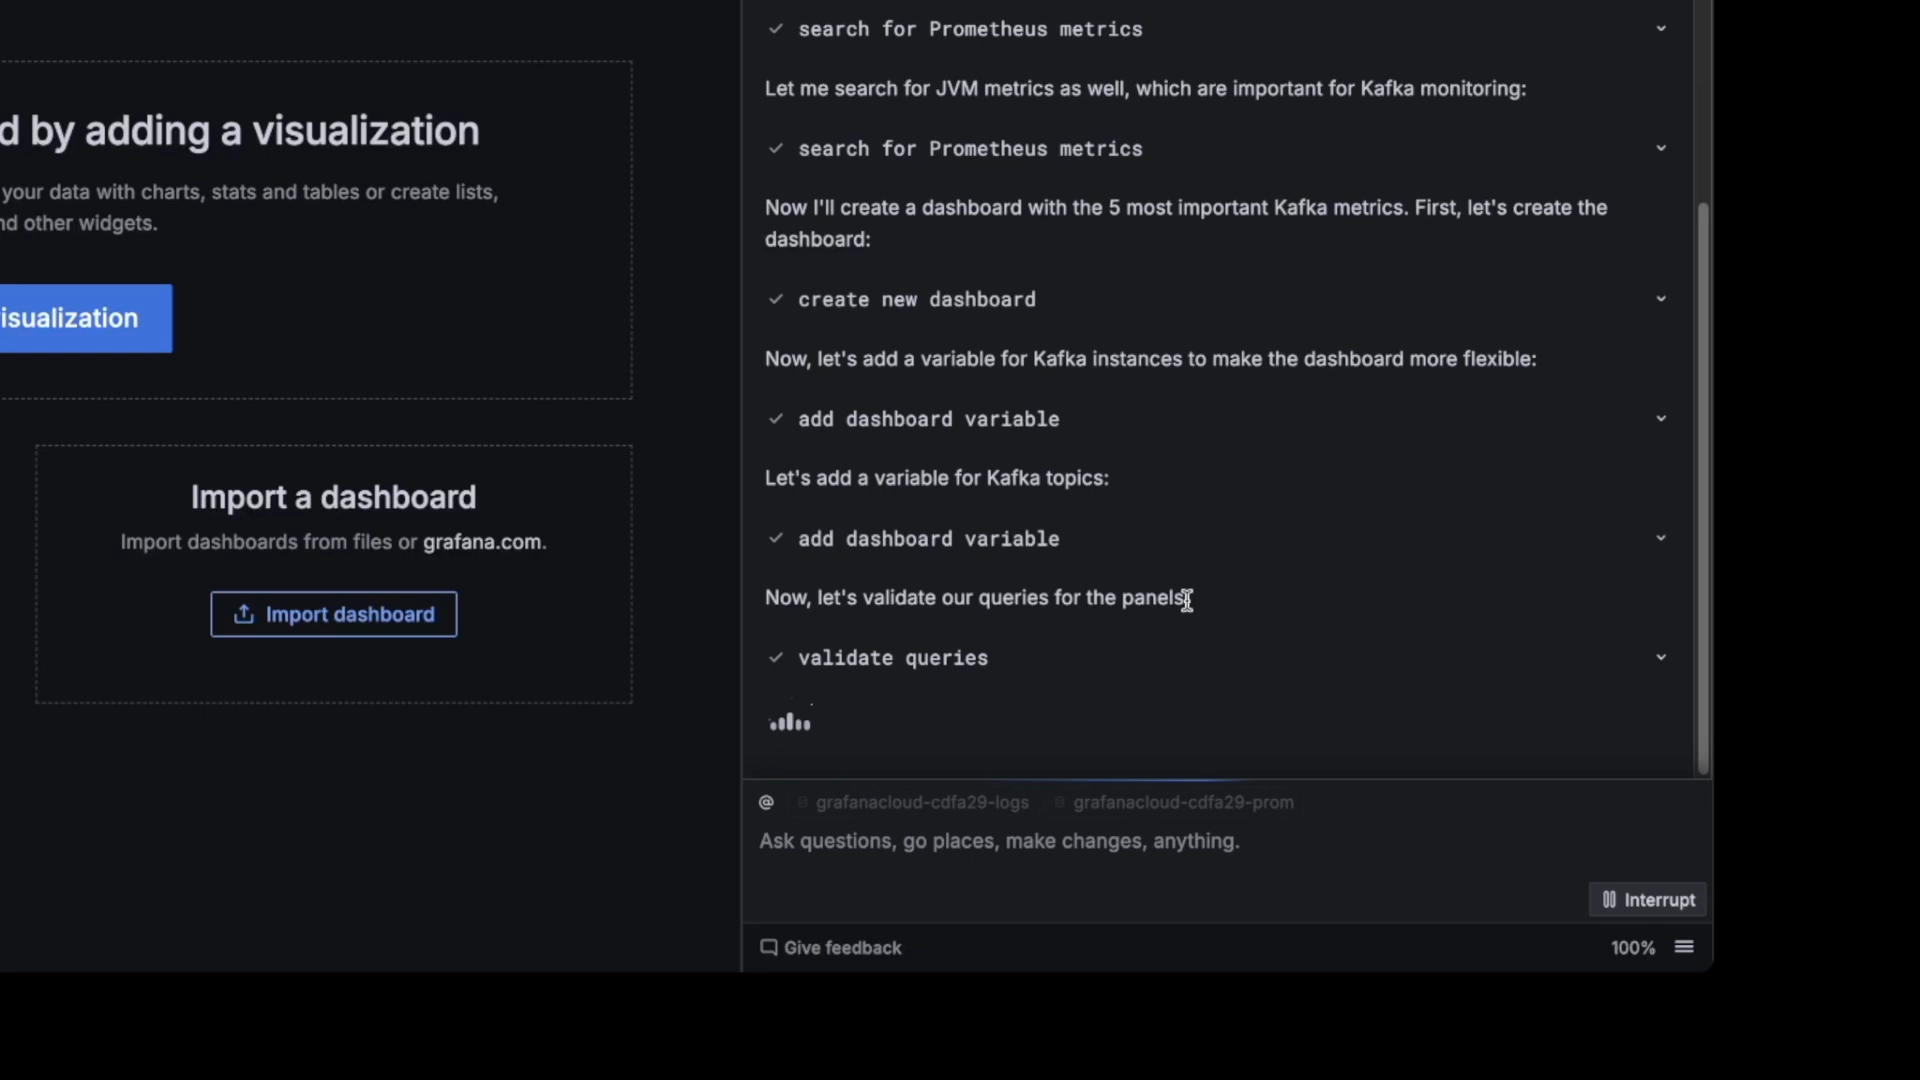 d by adding a visualization
your data with charts, stats and tables or create lists,
nd other widgets.
isualization
Import a dashboard
Import dashboards from files or grafana.com.
Import dashboard
search for Prometheus metrics
Let me search for JVM metrics as well, which are important for Kafka monitoring:
search for Prometheus metrics
Now I'll create a dashboard with the 5 most important Kafka metrics. First, let's create the
dashboard:
create new dashboard
Now, let's add a variable for Kafka instances to make the dashboard more flexible:
add dashboard variable
Let's add a variable for Kafka topics:
add dashboard variable
Now, let's validate our queries for the panels
validate queries
@ grafanacloud-cdfa29-logs grafanacloud-cdfa29-prom
Ask questions, go places, make changes, anything.
Interrupt
Give feedback
100%